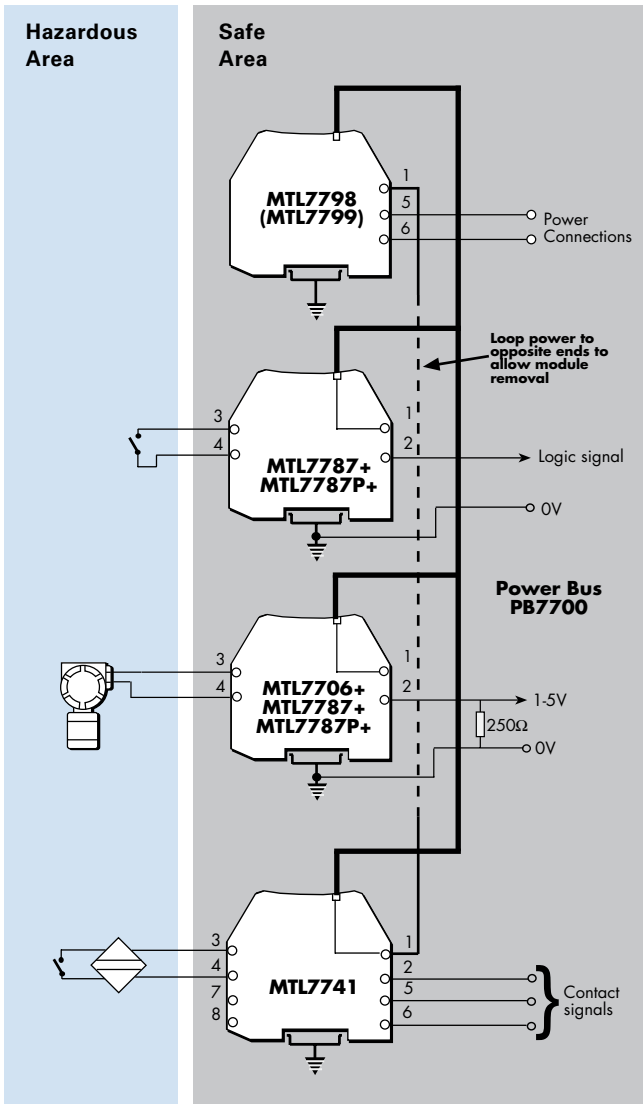 Hazardous
Area
Safe
Area
MTL7798
(MTL7799)
1
5
6
Power
Connections
Loop power to
opposite ends to
allow module
removal
3
4
1
2
MTL7787+
MTL7787P+
Logic signal
0V
Power Bus
PB7700
3
4
1
2
MTL7706+
MTL7787+
MTL7787P+
1-5V
250Ω
0V
3
4
7
8
1
2
5
6
MTL7741
Contact
signals